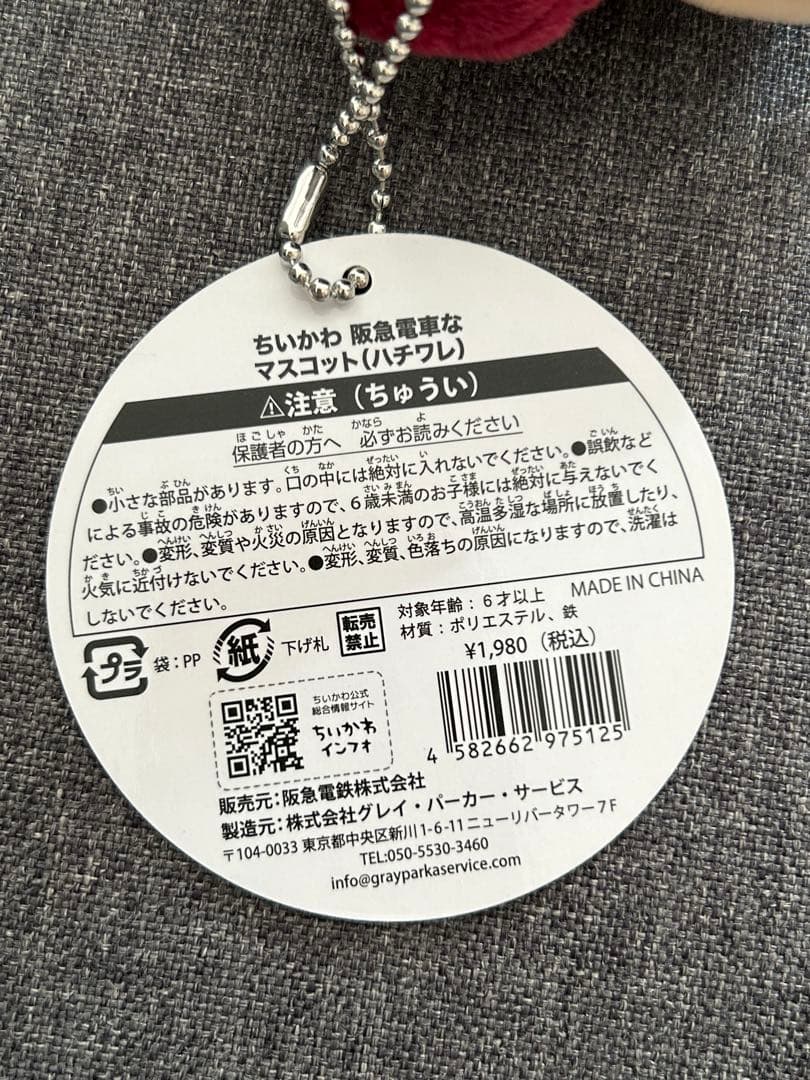 ちいかわ 阪急電車な
マスコット(ハチワレ)
⚠注意(ちゅうい)
保護者の方へ 必ずお読みください
●小さな部品があります。口の中には絶対に入れないでください。●誤飲など
による事故の危険がありますので、6歳未満のお子様には絶対に与えないでく
ださい。●変形、変質や火災の原因となりますので、高温多湿な場所に放置したり、
火気に近付けないでください。●変形、変質、色落ちの原因になりますので、洗濯は
しないでください。
MADE IN CHINA
プラ 袋:PP
紙 下げ札
転売
禁止
対象年齢:6才以上
材質:ポリエステル、鉄
¥1,980(税込)
ちいかわ公式
総合情報サイト
ちいかわ
インフォ
4 582662 975125
販売元:阪急電鉄株式会社
製造元:株式会社グレイ・パーカー・サービス
〒104-0033 東京都中央区新川1-6-11 ニューリバータワー7F
TEL:050-5530-3460
info@grayparkaservice.com